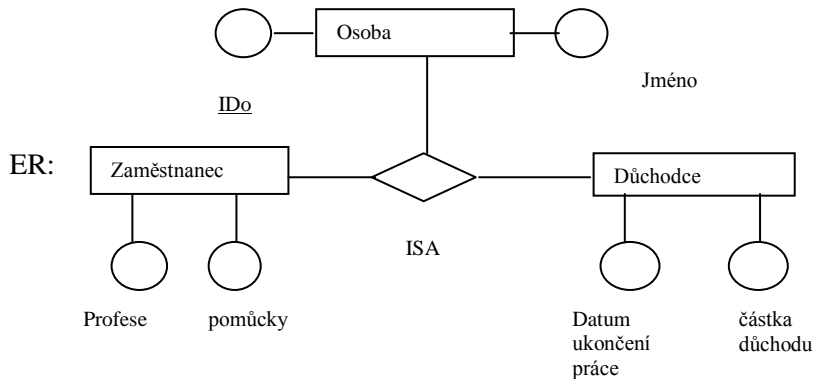 Osoba
Jméno
IDo
ER:
Zaměstnanec
Důchodce
ISA
Profese
pomůcky
Datum
ukončení
práce
částka
důchodu